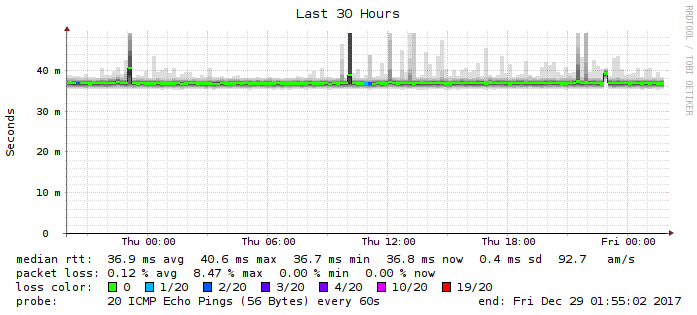 Last 30 Hours
RRDTOOL / TOBI OETIKER
Seconds
40 m
30 m
20 m
10 m
0
Thu 00:00 Thu 06:00 Thu 12:00 Thu 18:00 Fri 00:00
median rtt: 36.9 ms avg 40.6 ms max 36.7 ms min 36.8 ms now 0.4 ms sd 92.7 am/s
packet loss: 0.12 % avg 8.47 % max 0.00 % min 0.00 % now
loss color: 0 1/20 2/20 3/20 4/20 10/20 19/20
probe: 20 ICMP Echo Pings (56 Bytes) every 60s end: Fri Dec 29 01:55:02 2017